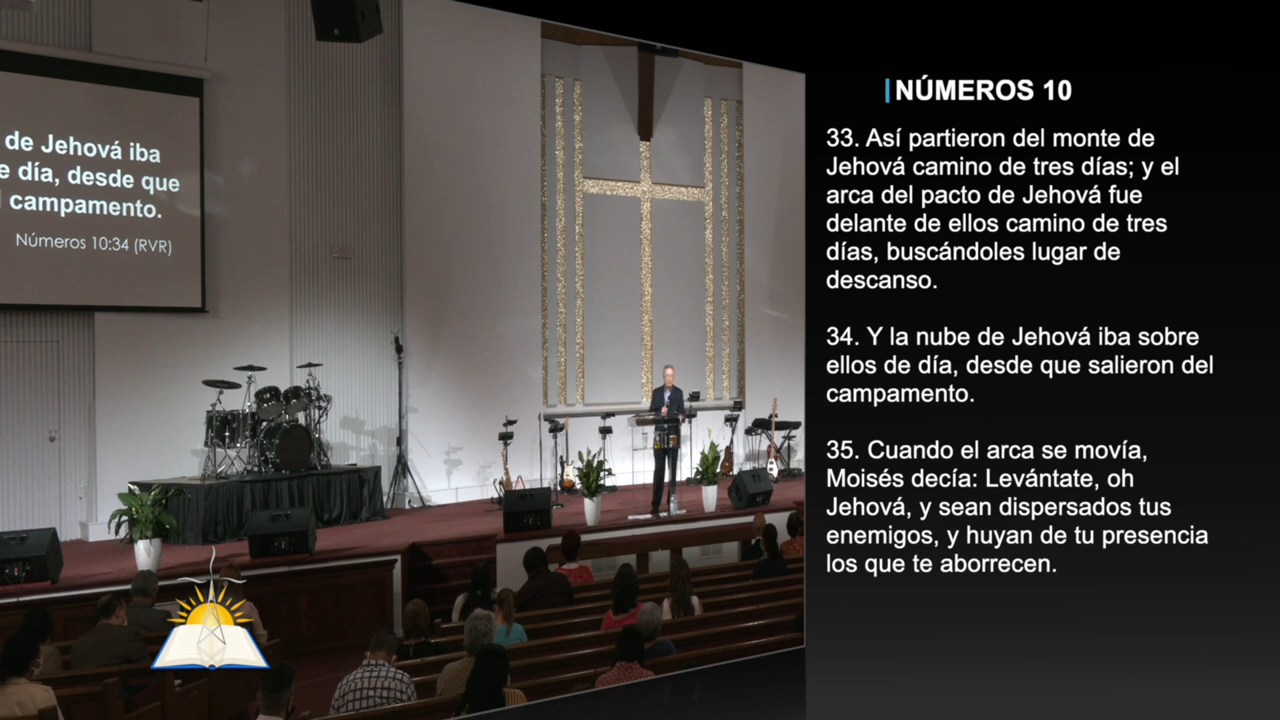 de Jehová iba
e día, desde que
l campamento.
Números 10:34 (RVR)
NÚMEROS 10
33. Así partieron del monte de
Jehová camino de tres días; y el
arca del pacto de Jehová fue
delante de ellos camino de tres
días, buscándoles lugar de
descanso.
34. Y la nube de Jehová iba sobre
ellos de día, desde que salieron del
campamento.
35. Cuando el arca se movía,
Moisés decía: Levántate, oh
Jehová, y sean dispersados tus
enemigos, y huyan de tu presencia
los que te aborrecen.